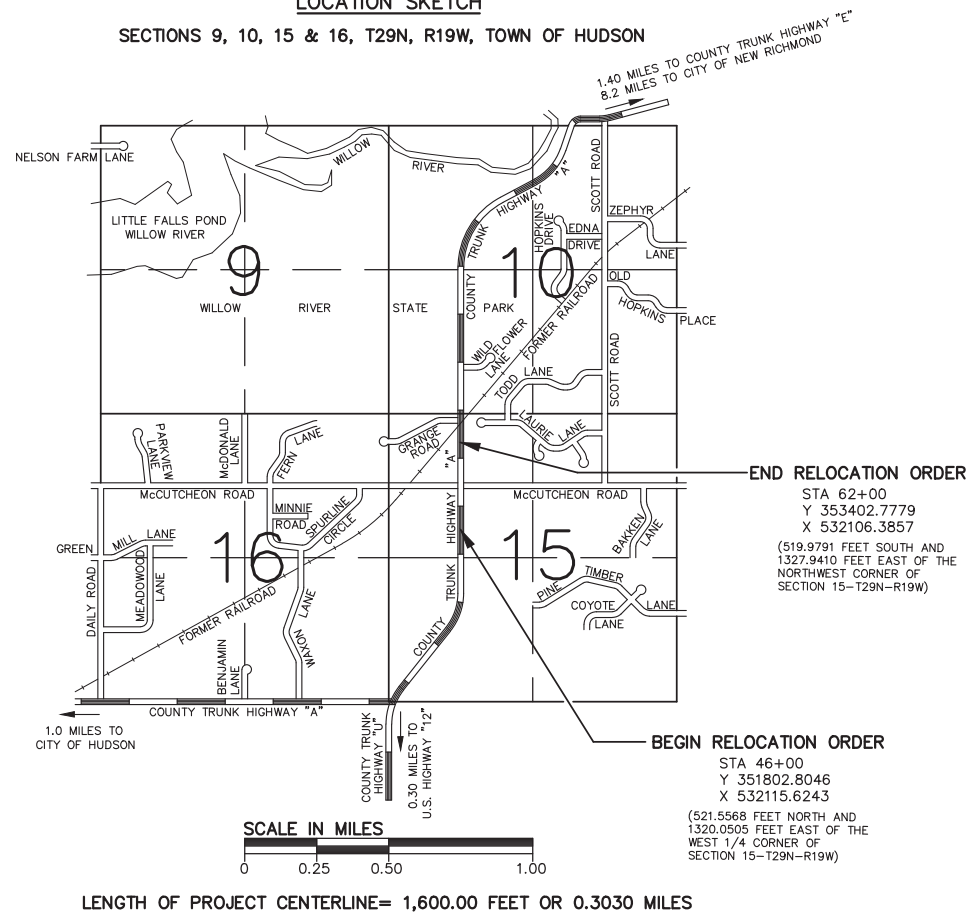 LOCATION SKETCH
SECTIONS 9, 10, 15 & 16, T29N, R19W, TOWN OF HUDSON
1.40 MILES TO COUNTY TRUNK HIGHWAY "E"
8.2 MILES TO CITY OF NEW RICHMOND
NELSON FARM LANE
WILLOW
RIVER
LITTLE FALLS POND
WILLOW RIVER
TRUNK
HIGHWAY
"A"
HOPKINS
DRIVE
EDNA
DRIVE
SCOTT ROAD
ZEPHYR
LANE
9
10
WILLOW
RIVER
STATE
COUNTY
PARK
OLD
HOPKINS
PLACE
WILD
FLOWER
LANE
FORMER RAILROAD
TODD
LANE
SCOTT ROAD
PARKVIEW
LANE
McDONALD
LANE
FERN
LANE
GRANGE
ROAD
"A"
LAURIE
LANE
END RELOCATION ORDER
STA 62+00
Y 353402.7779
X 532106.3857
(519.9791 FEET SOUTH AND
1327.9410 FEET EAST OF THE
NORTHWEST CORNER OF
SECTION 15-T29N-R19W)
McCUTCHEON ROAD
McCUTCHEON ROAD
MINNIE
ROAD
SPURLINE
CIRCLE
HIGHWAY
BAKKEN
LANE
GREEN
MILL
LANE
16
15
DAILY ROAD
MEADOWOOD
LANE
FORMER RAILROAD
WAXON
LANE
TRUNK
PINE
TIMBER
COYOTE
LANE
LANE
BENJAMIN
LANE
COUNTY
COUNTY TRUNK HIGHWAY "A"
1.0 MILES TO
CITY OF HUDSON
COUNTY TRUNK
HIGHWAY "U"
0.30 MILES TO
U.S. HIGHWAY "12"
BEGIN RELOCATION ORDER
STA 46+00
Y 351802.8046
X 532115.6243
(521.5568 FEET NORTH AND
1320.0505 FEET EAST OF THE
WEST 1/4 CORNER OF
SECTION 15-T29N-R19W)
SCALE IN MILES
0
0.25
0.50
1.00
LENGTH OF PROJECT CENTERLINE= 1,600.00 FEET OR 0.3030 MILES